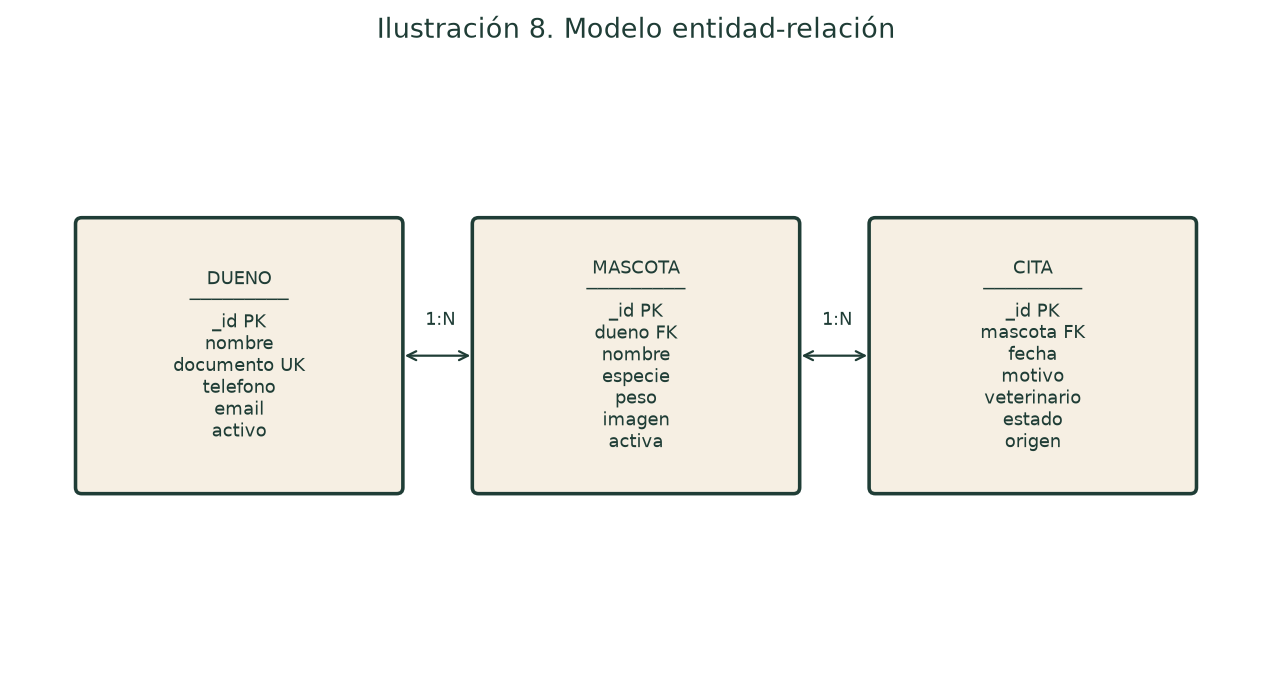 Ilustración 8. Modelo entidad-relación
DUENO
_id PK
nombre
documento UK
telefono
email
activo
1:N
MASCOTA
_id PK
dueno FK
nombre
especie
peso
imagen
activa
1:N
CITA
_id PK
mascota FK
fecha
motivo
veterinario
estado
origen